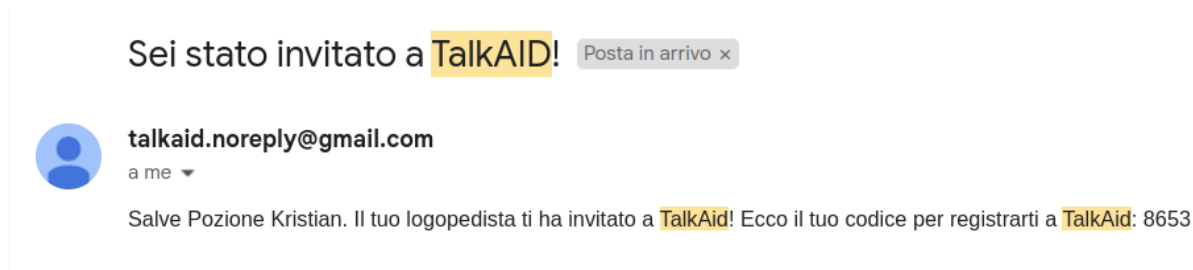 Sei stato invitato a TalkAID! Posta in arrivo ×
talkaid.noreply@gmail.com
a me
Salve Pozione Kristian. Il tuo logopedista ti ha invitato a TalkAid! Ecco il tuo codice per registrarti a TalkAid: 8653